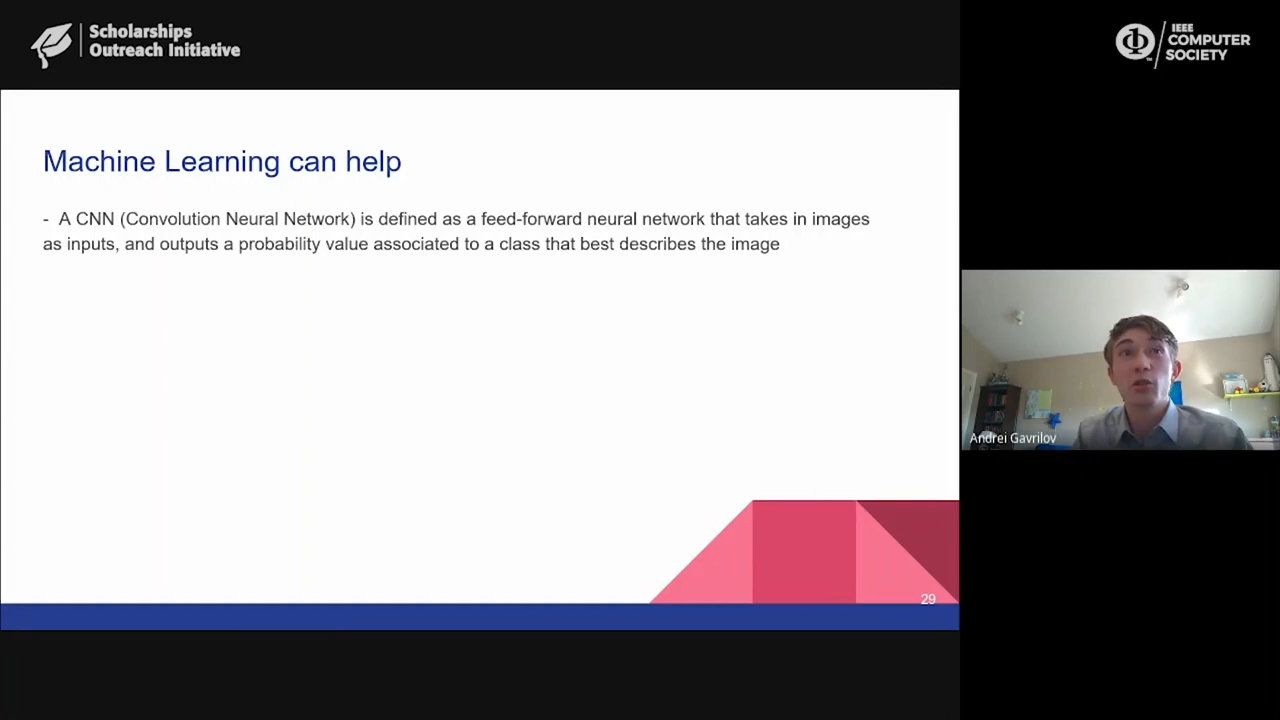 Scholarships
Outreach Initiative
IEEE
COMPUTER
SOCIETY
Machine Learning can help
- A CNN (Convolution Neural Network) is defined as a feed-forward neural network that takes in images
as inputs, and outputs a probability value associated to a class that best describes the image
Andrei Gavrilov
29